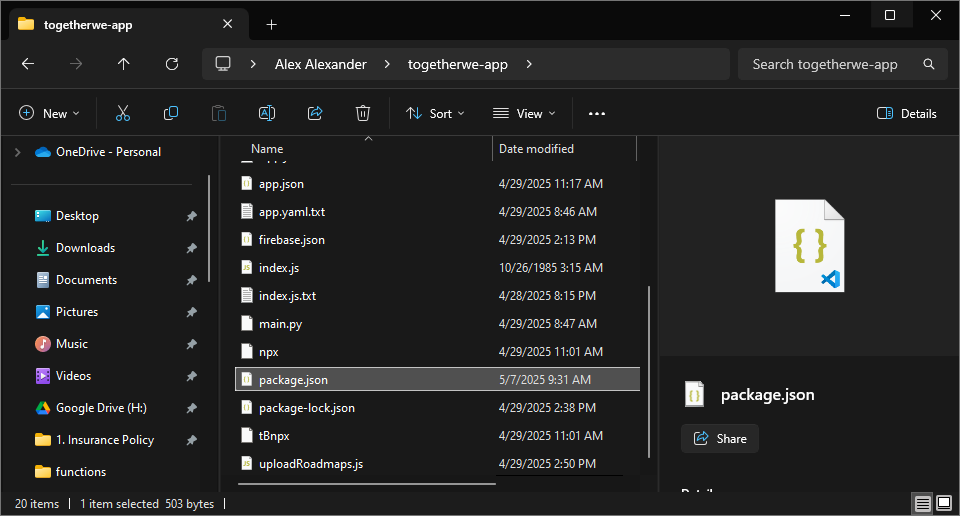 togetherwe-app
Alex Alexander
togetherwe-app
Search togetherwe-app
New
Sort
View
Details
OneDrive - Personal
Desktop
Downloads
Documents
Pictures
Music
Videos
Google Drive (H:)
1. Insurance Policy
functions
Name Date modified
app.json 4/29/2025 11:17 AM
app.yaml.txt 4/29/2025 8:46 AM
firebase.json 4/29/2025 2:13 PM
index.js 10/26/1985 3:15 AM
index.js.txt 4/28/2025 8:15 PM
main.py 4/29/2025 8:47 AM
npx 4/29/2025 11:01 AM
package.json 5/7/2025 9:31 AM
package-lock.json 4/29/2025 2:38 PM
tBnpx 4/29/2025 11:01 AM
uploadRoadmaps.js 4/29/2025 2:50 PM
{ }
package.json
Share
20 items 1 item selected 503 bytes